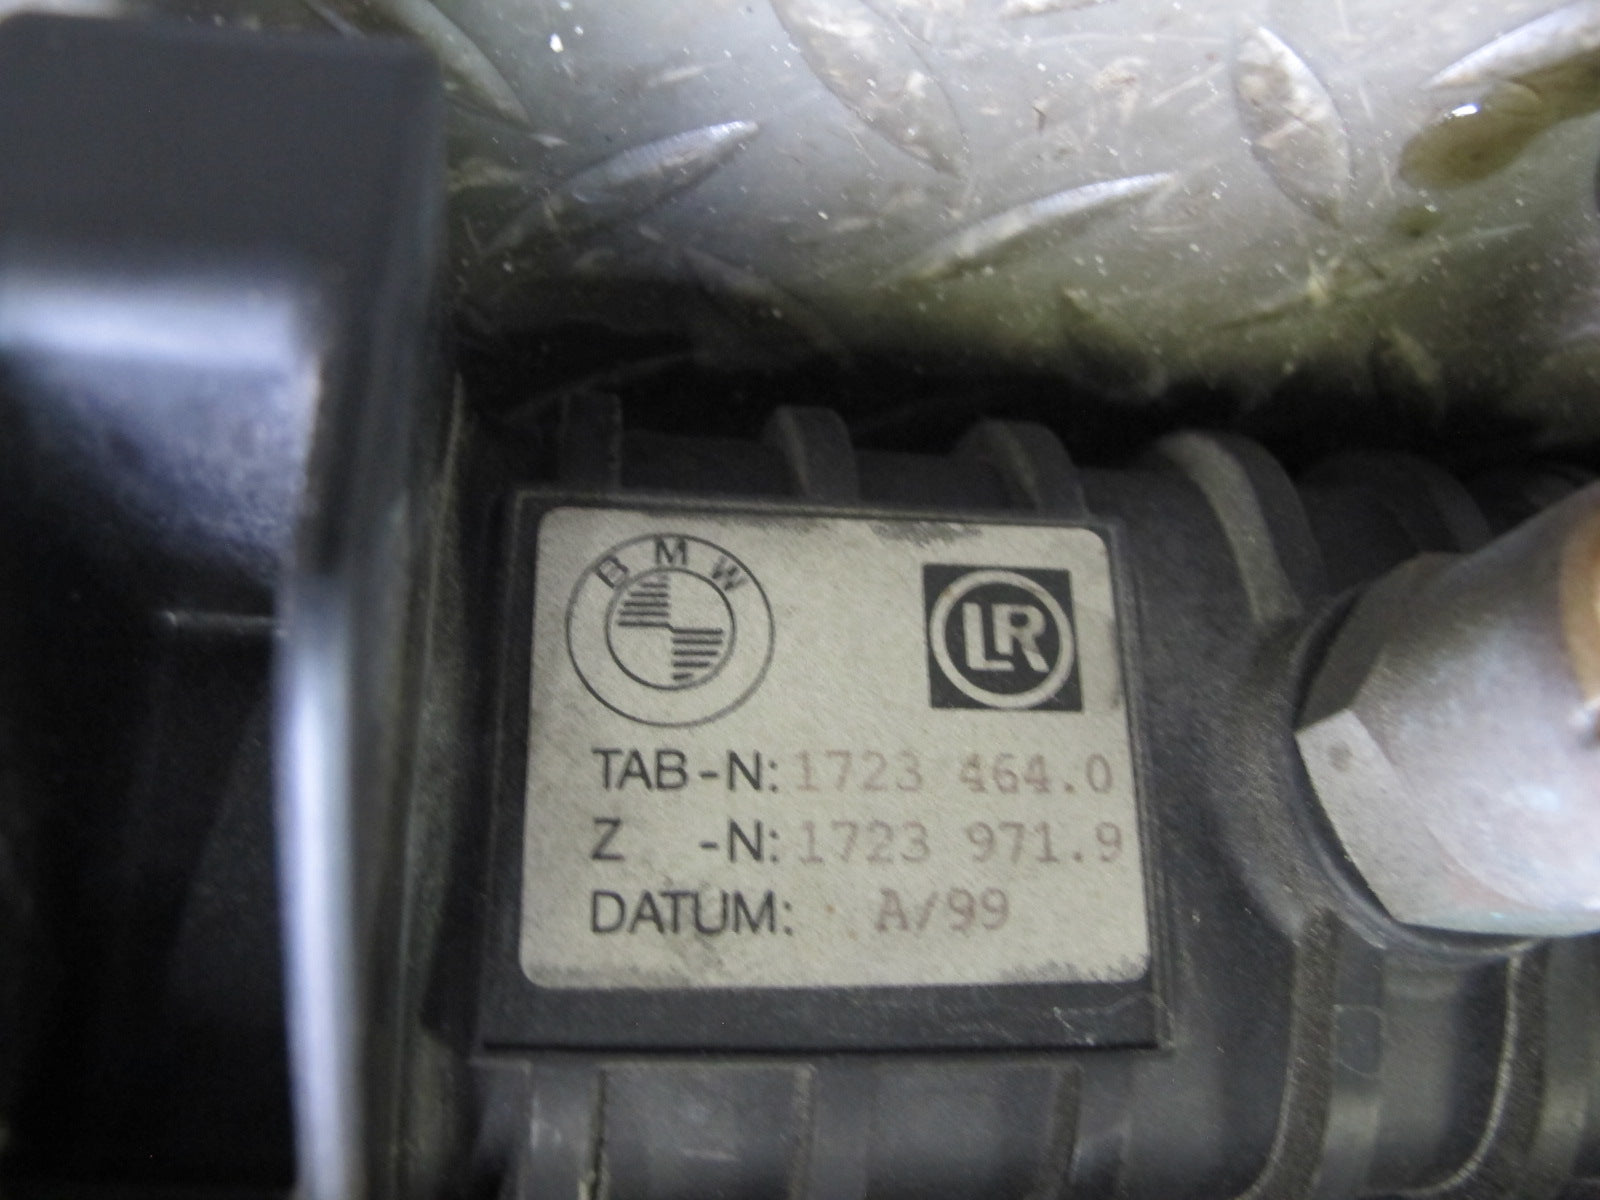 BMW
LR
TAB-N: 1723 464.0
Z -N: 1723 971.9
DATUM: A/99